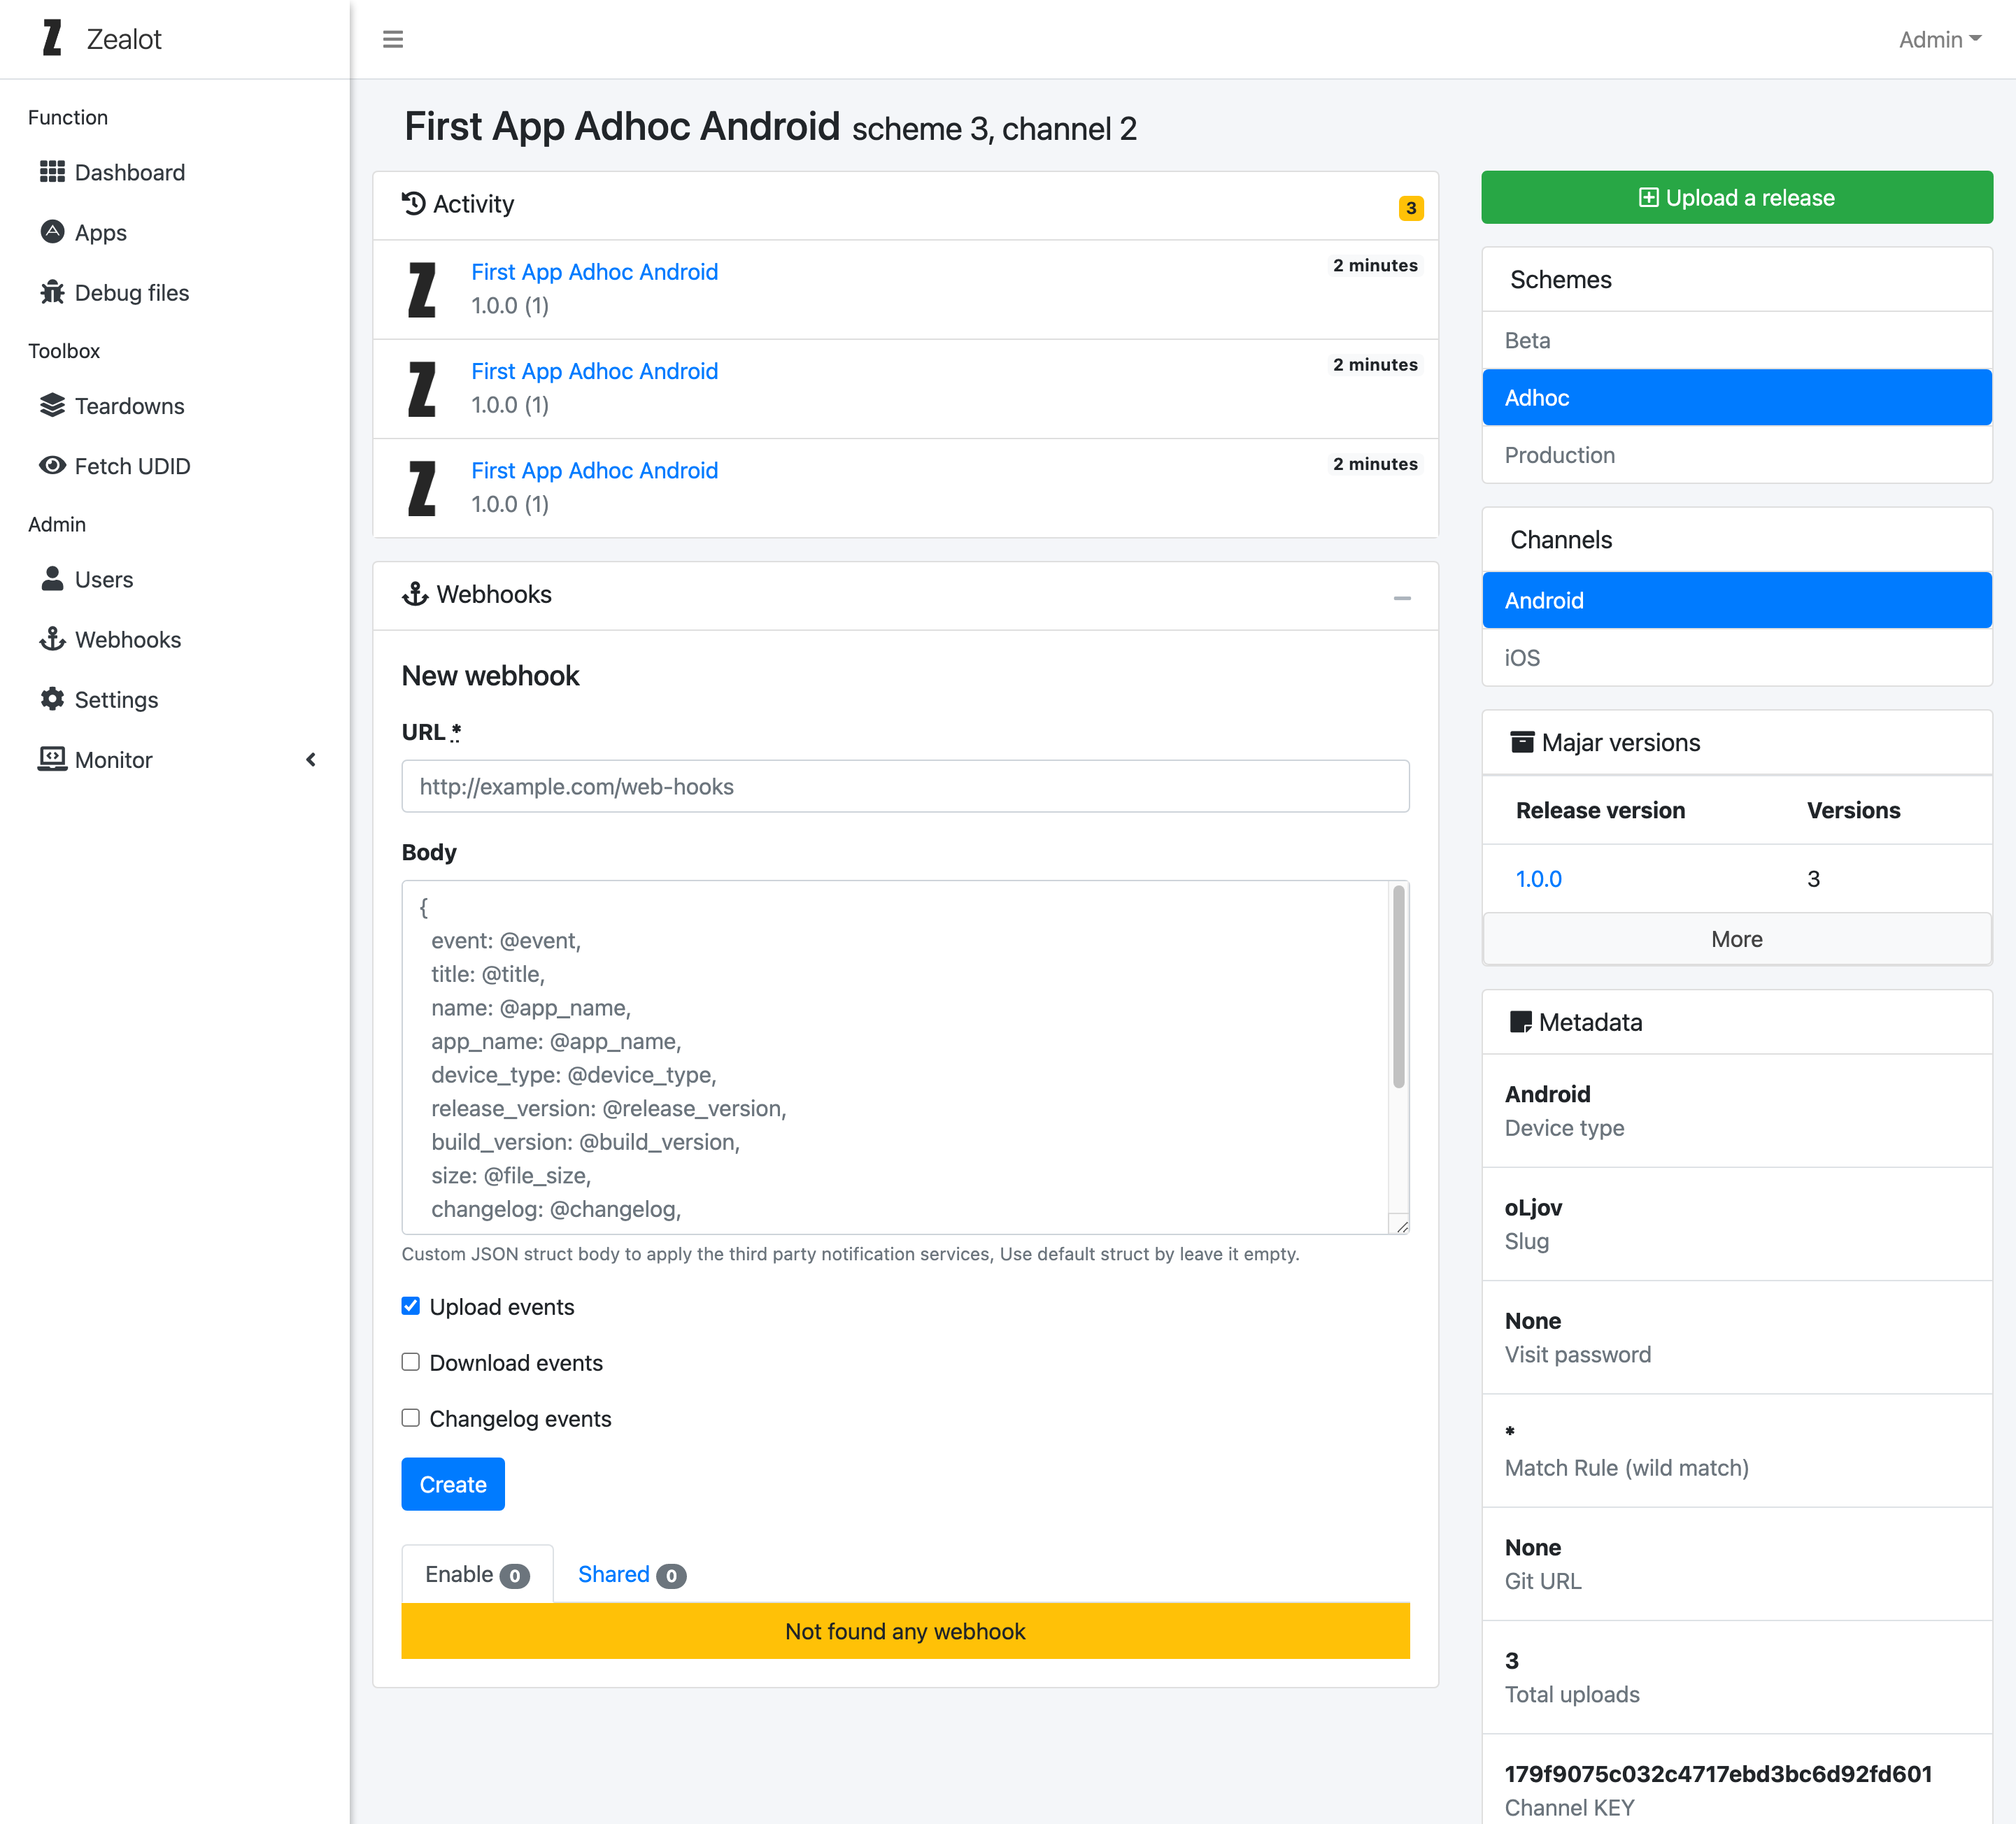 Z Zealot
Admin
Function
Dashboard
Apps
Debug files
Toolbox
Teardowns
Fetch UDID
Admin
Users
Webhooks
Settings
Monitor
First App Adhoc Android scheme 3, channel 2
Activity 3
Z First App Adhoc Android 2 minutes
1.0.0 (1)
Z First App Adhoc Android 2 minutes
1.0.0 (1)
Z First App Adhoc Android 2 minutes
1.0.0 (1)
Webhooks
New webhook
URL *
http://example.com/web-hooks
Body
{
event: @event,
title: @title,
name: @app_name,
app_name: @app_name,
device_type: @device_type,
release_version: @release_version,
build_version: @build_version,
size: @file_size,
changelog: @changelog,
Custom JSON struct body to apply the third party notification services, Use default struct by leave it empty.
Upload events
Download events
Changelog events
Create
Enable 0 Shared 0
Not found any webhook
Upload a release
Schemes
Beta
Adhoc
Production
Channels
Android
iOS
Majar versions
Release version Versions
1.0.0 3
More
Metadata
Android
Device type
oLjov
Slug
None
Visit password
*
Match Rule (wild match)
None
Git URL
3
Total uploads
179f9075c032c4717ebd3bc6d92fd601
Channel KEY